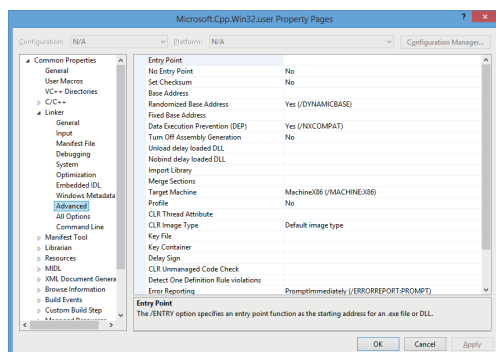 Microsoft.Cpp.Win32.user Property Pages
? x
Configuration: N/A
Platform: N/A
Configuration Manager...
Common Properties
General
User Macros
VC++ Directories
C/C++
Linker
General
Input
Manifest File
Debugging
System
Optimization
Embedded IDL
Windows Metadata
Advanced
All Options
Command Line
Manifest Tool
Librarian
Resources
MIDL
XML Document Genera
Browse Information
Build Events
Custom Build Step
Managed Resources
Entry Point
No Entry Point No
Set Checksum No
Base Address
Randomized Base Address Yes (/DYNAMICBASE)
Fixed Base Address
Data Execution Prevention (DEP) Yes (/NXCOMPAT)
Turn Off Assembly Generation No
Unload delay loaded DLL
Nobind delay loaded DLL
Import Library
Merge Sections
Target Machine MachineX86 (/MACHINE:X86)
Profile No
CLR Thread Attribute
CLR Image Type Default image type
Key File
Key Container
Delay Sign
CLR Unmanaged Code Check
Detect One Definition Rule violations
Error Reporting PromptImmediately (/ERRORREPORT:PROMPT)
Entry Point
The /ENTRY option specifies an entry point function as the starting address for an .exe file or DLL.
OK
Cancel
Apply